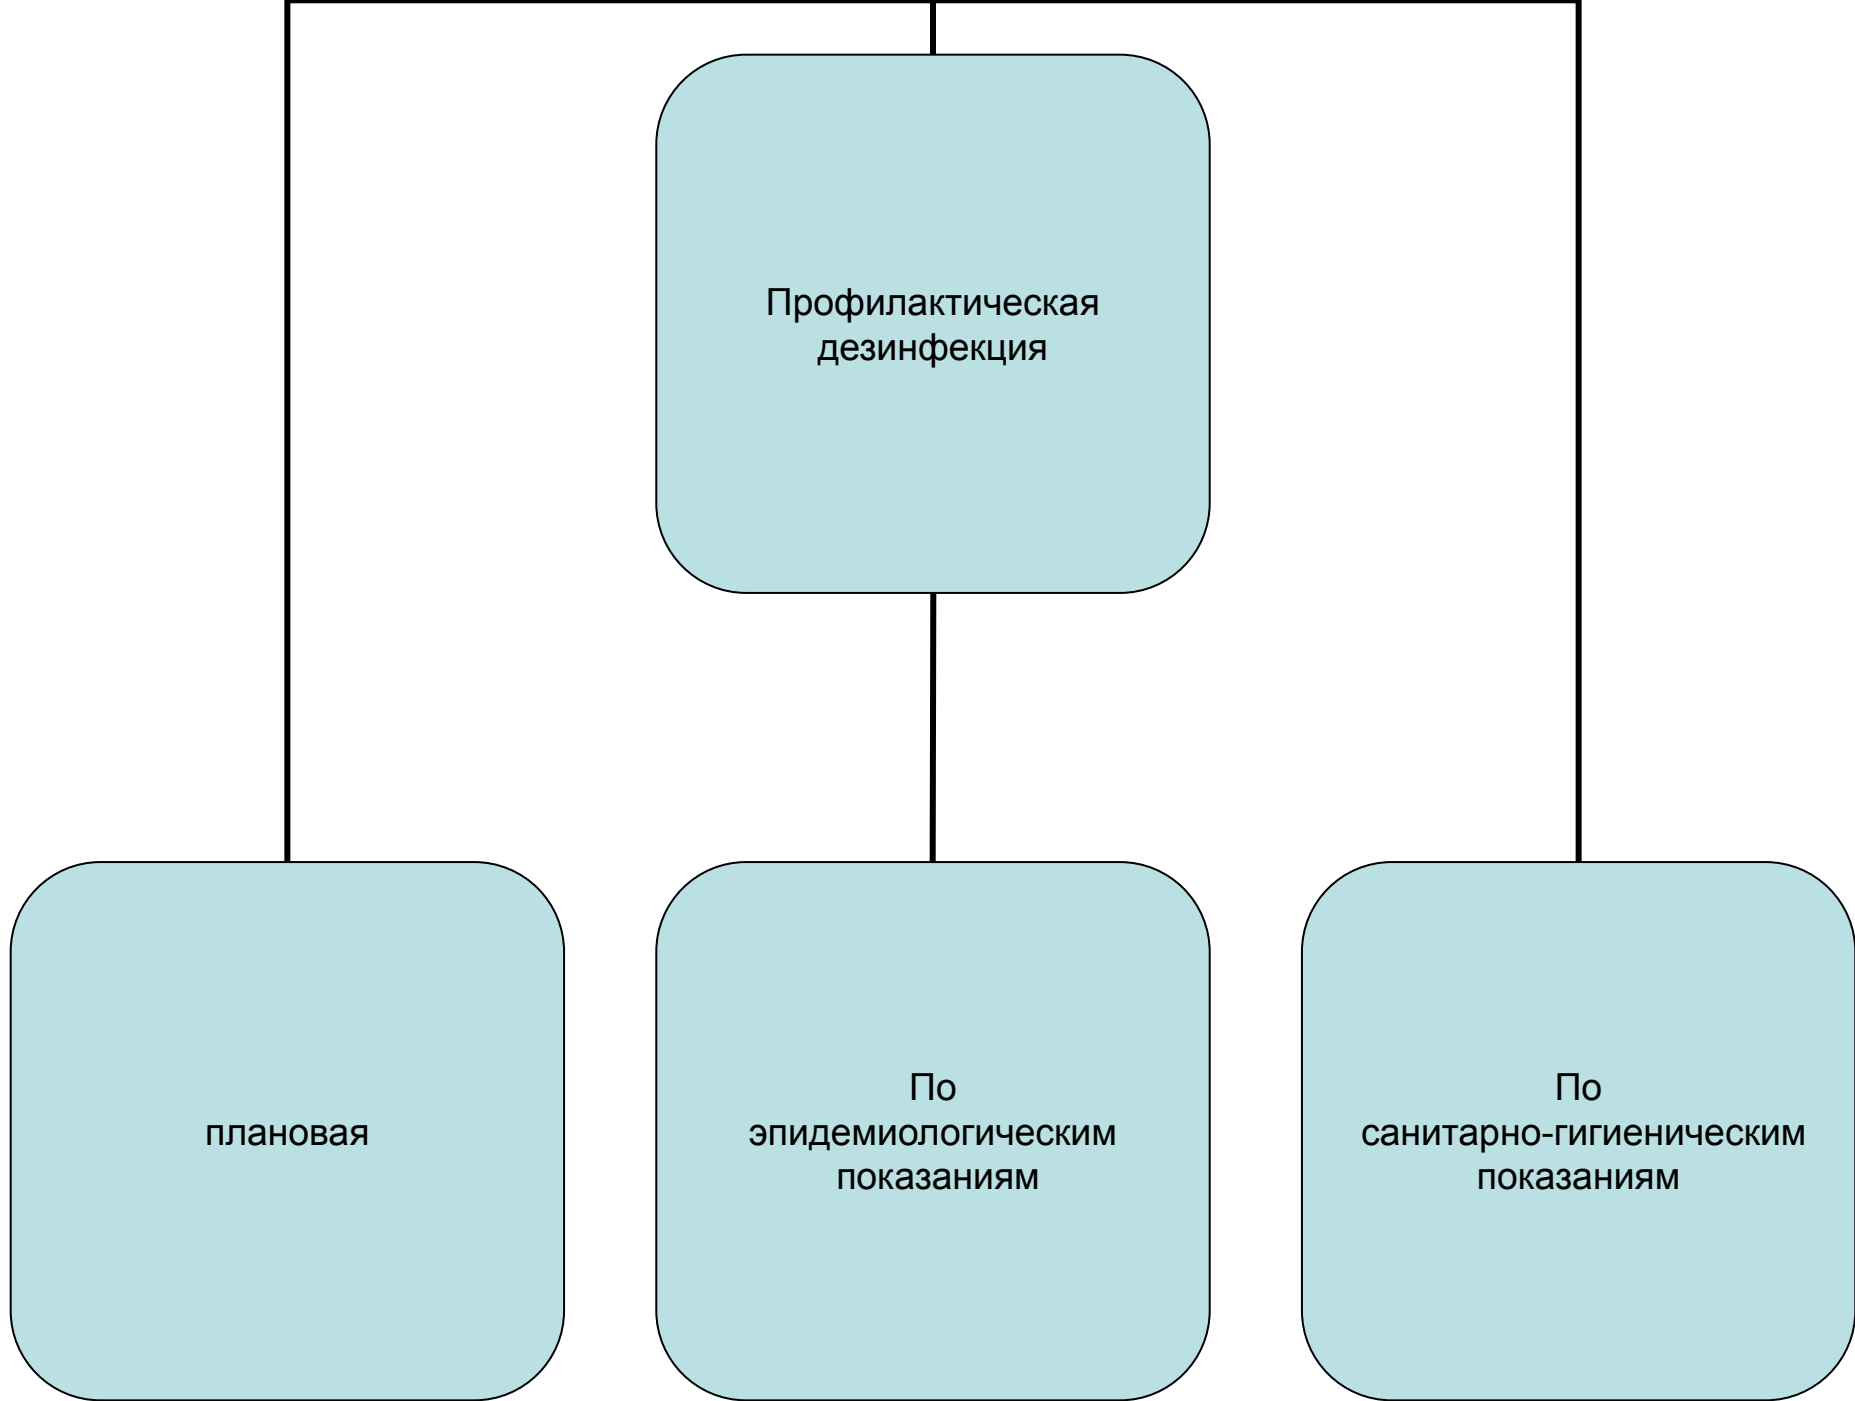 Профилактическая
дезинфекция
плановая
По
эпидемиологическим
показаниям
По
санитарно-гигиеническим
показаниям